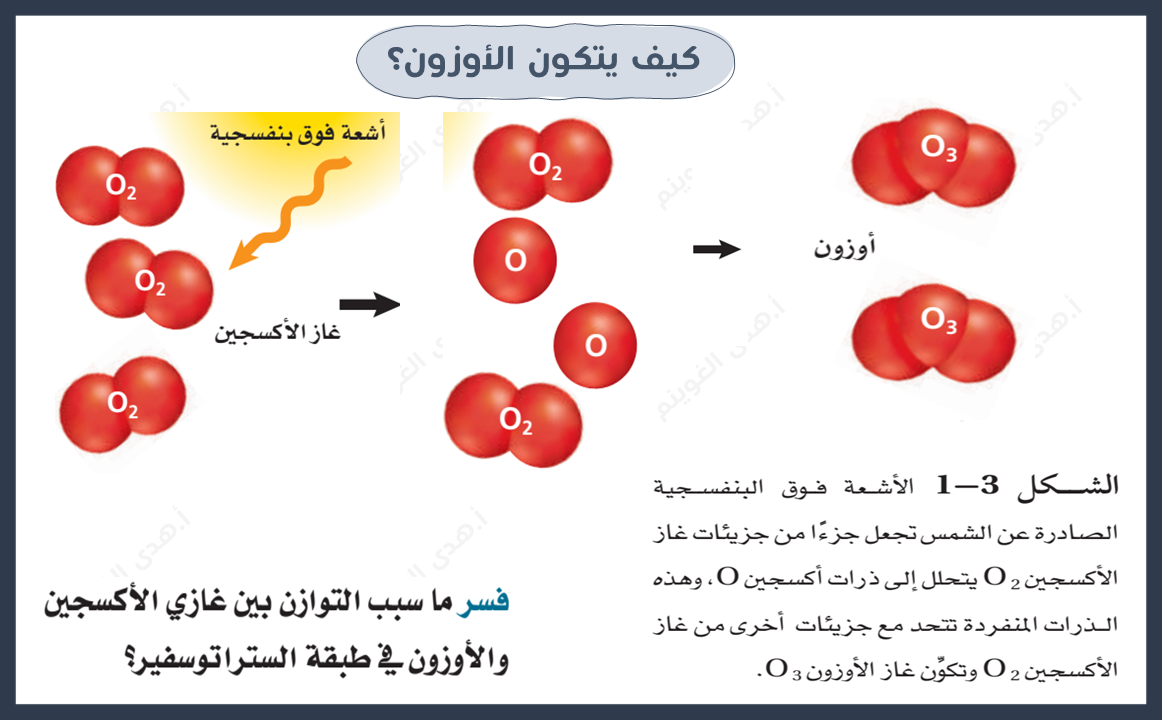 كيف يتكون الأوزون؟
أشعة فوق بنفسجية
O2
O2
غاز الأكسجين
O2
O2
O
O
O2
O3
أوزون
O3
الشكل 3–1 الأشعة فوق البنفسجية
الصادرة عن الشمس تجعل جزءًا من جزيئات غاز
الأكسجين O2 يتحلل إلى ذرات أكسجين O، وهذه
الذرات المنفردة تتحد مع جزيئات أخرى من غاز
الأكسجين O2 وتكوِّن غاز الأوزون O3.
فسر ما سبب التوازن بين غازي الأكسجين
والأوزون في طبقة الستراتوسفير؟
أ.هدى الغوينم